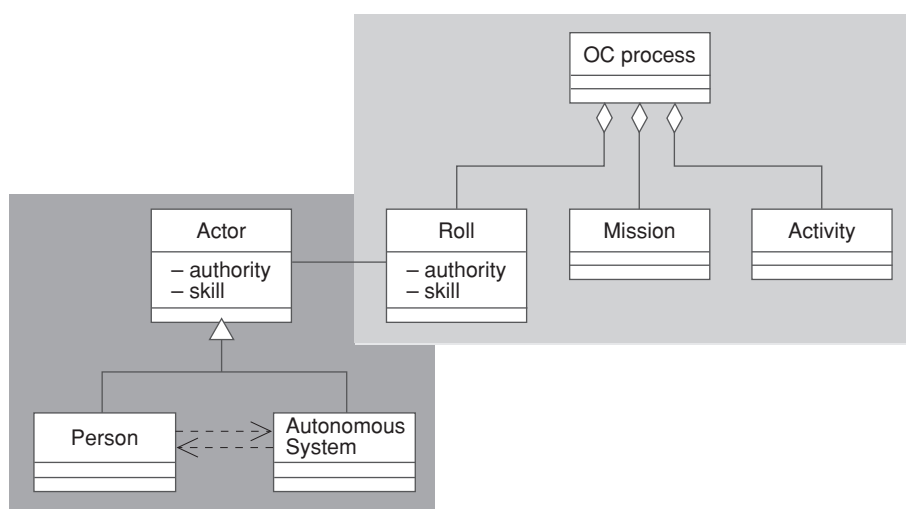 OC process
Actor
– authority
– skill
Roll
– authority
– skill
Mission
Activity
Person
Autonomous
System